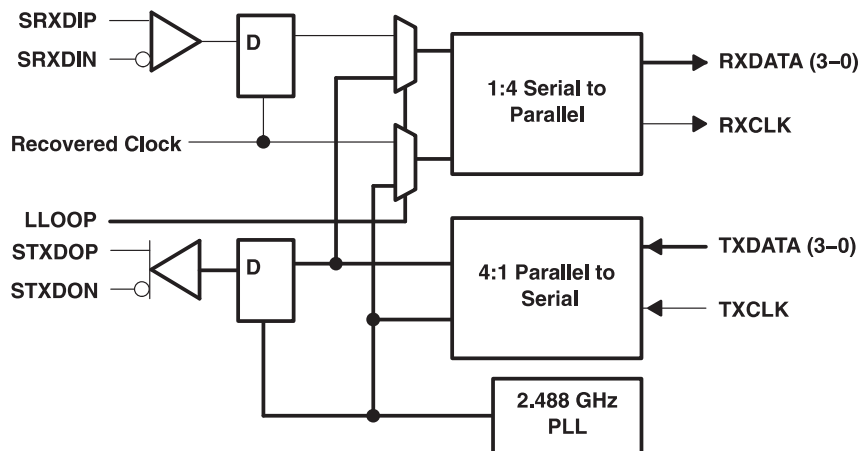 SRXDIP
SRXDIN
D
1:4 Serial to
Parallel
RXDATA (3–0)
RXCLK
Recovered Clock
LLOOP
STXDOP
STXDON
D
4:1 Parallel to
Serial
TXDATA (3–0)
TXCLK
2.488 GHz
PLL